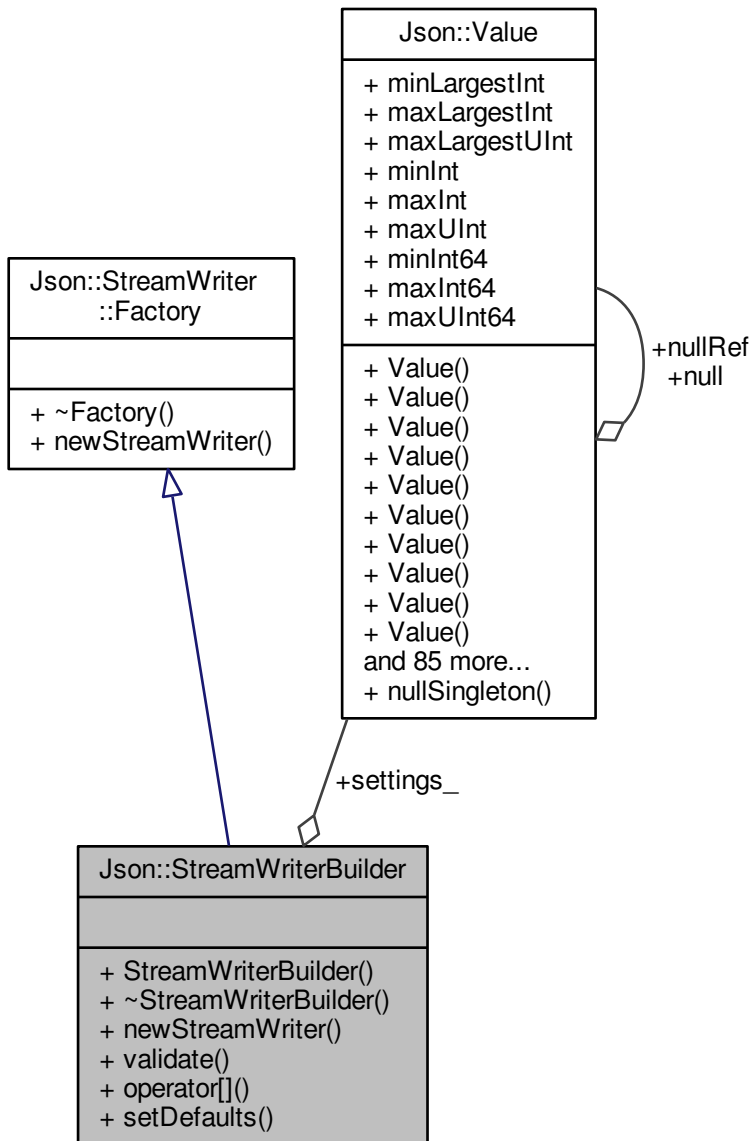 Json::Value
+ minLargestInt
+ maxLargestInt
+ maxLargestUInt
+ minInt
+ maxInt
+ maxUInt
+ minInt64
+ maxInt64
+ maxUInt64
+ Value()
+ Value()
+ Value()
+ Value()
+ Value()
+ Value()
+ Value()
+ Value()
+ Value()
+ Value()
and 85 more...
+ nullSingleton()
+nullRef
+null
Json::StreamWriter
::Factory
+ ~Factory()
+ newStreamWriter()
+settings_
Json::StreamWriterBuilder
+ StreamWriterBuilder()
+ ~StreamWriterBuilder()
+ newStreamWriter()
+ validate()
+ operator[]()
+ setDefaults()